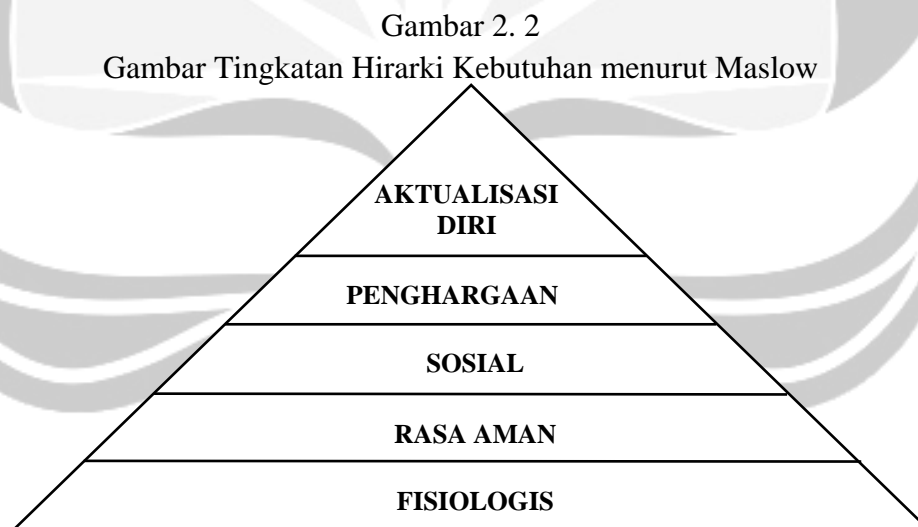 Gambar 2. 2
Gambar Tingkatan Hirarki Kebutuhan menurut Maslow
AKTUALISASI
DIRI
PENGHARGAAN
SOSIAL
RASA AMAN
FISIOLOGIS